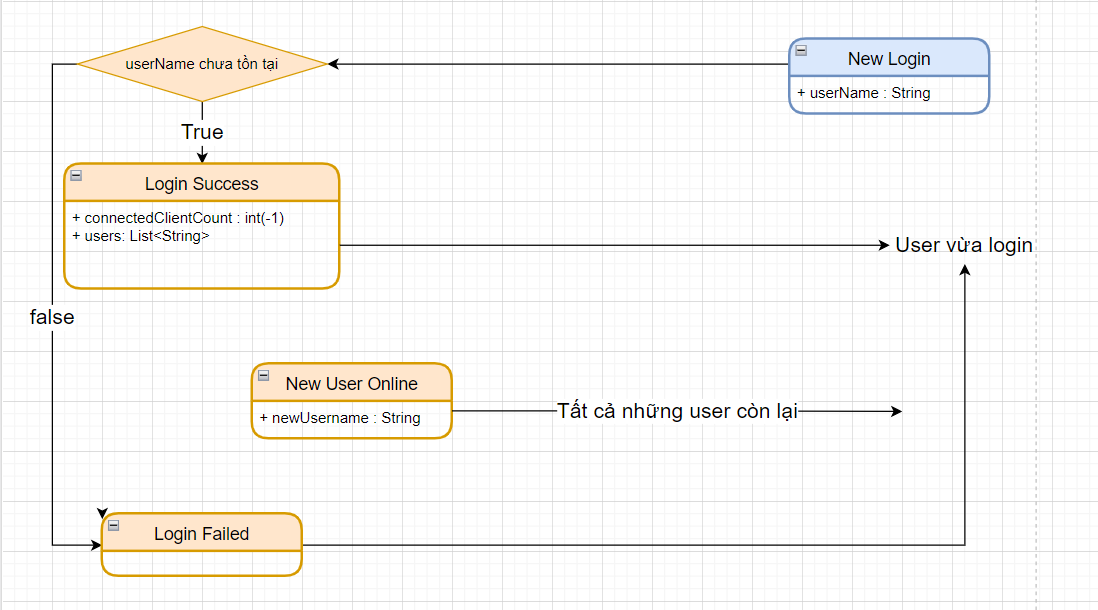 userName chưa tồn tại
New Login
+ userName : String
True
Login Success
+ connectedClientCount : int(-1)
+ users: List<String>
User vừa login
false
New User Online
+ newUsername : String
Tất cả những user còn lại
Login Failed